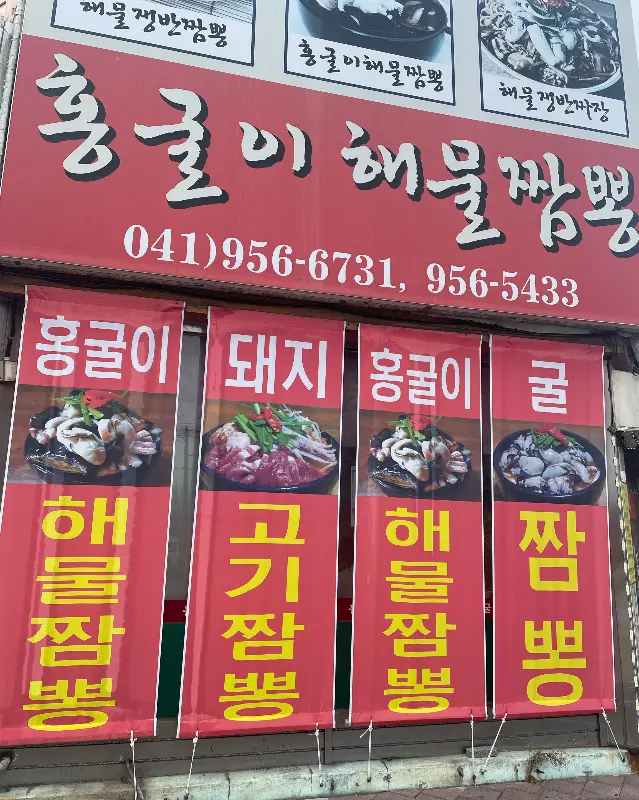 해물쟁반짬뽕
홍굴이해물짬뽕
해물쟁반짜장
홍굴이 해물짬뽕
041)956-6731, 956-5433
홍굴이
해
물
짬
뽕
돼지
고
기
짬
뽕
홍굴이
해
물
짬
뽕
굴
짬
뽕